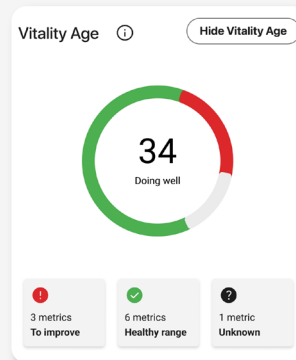 Vitality Age
Hide Vitality Age
34
Doing well
3 metrics
To improve
6 metrics
Healthy range
1 metric
Unknown